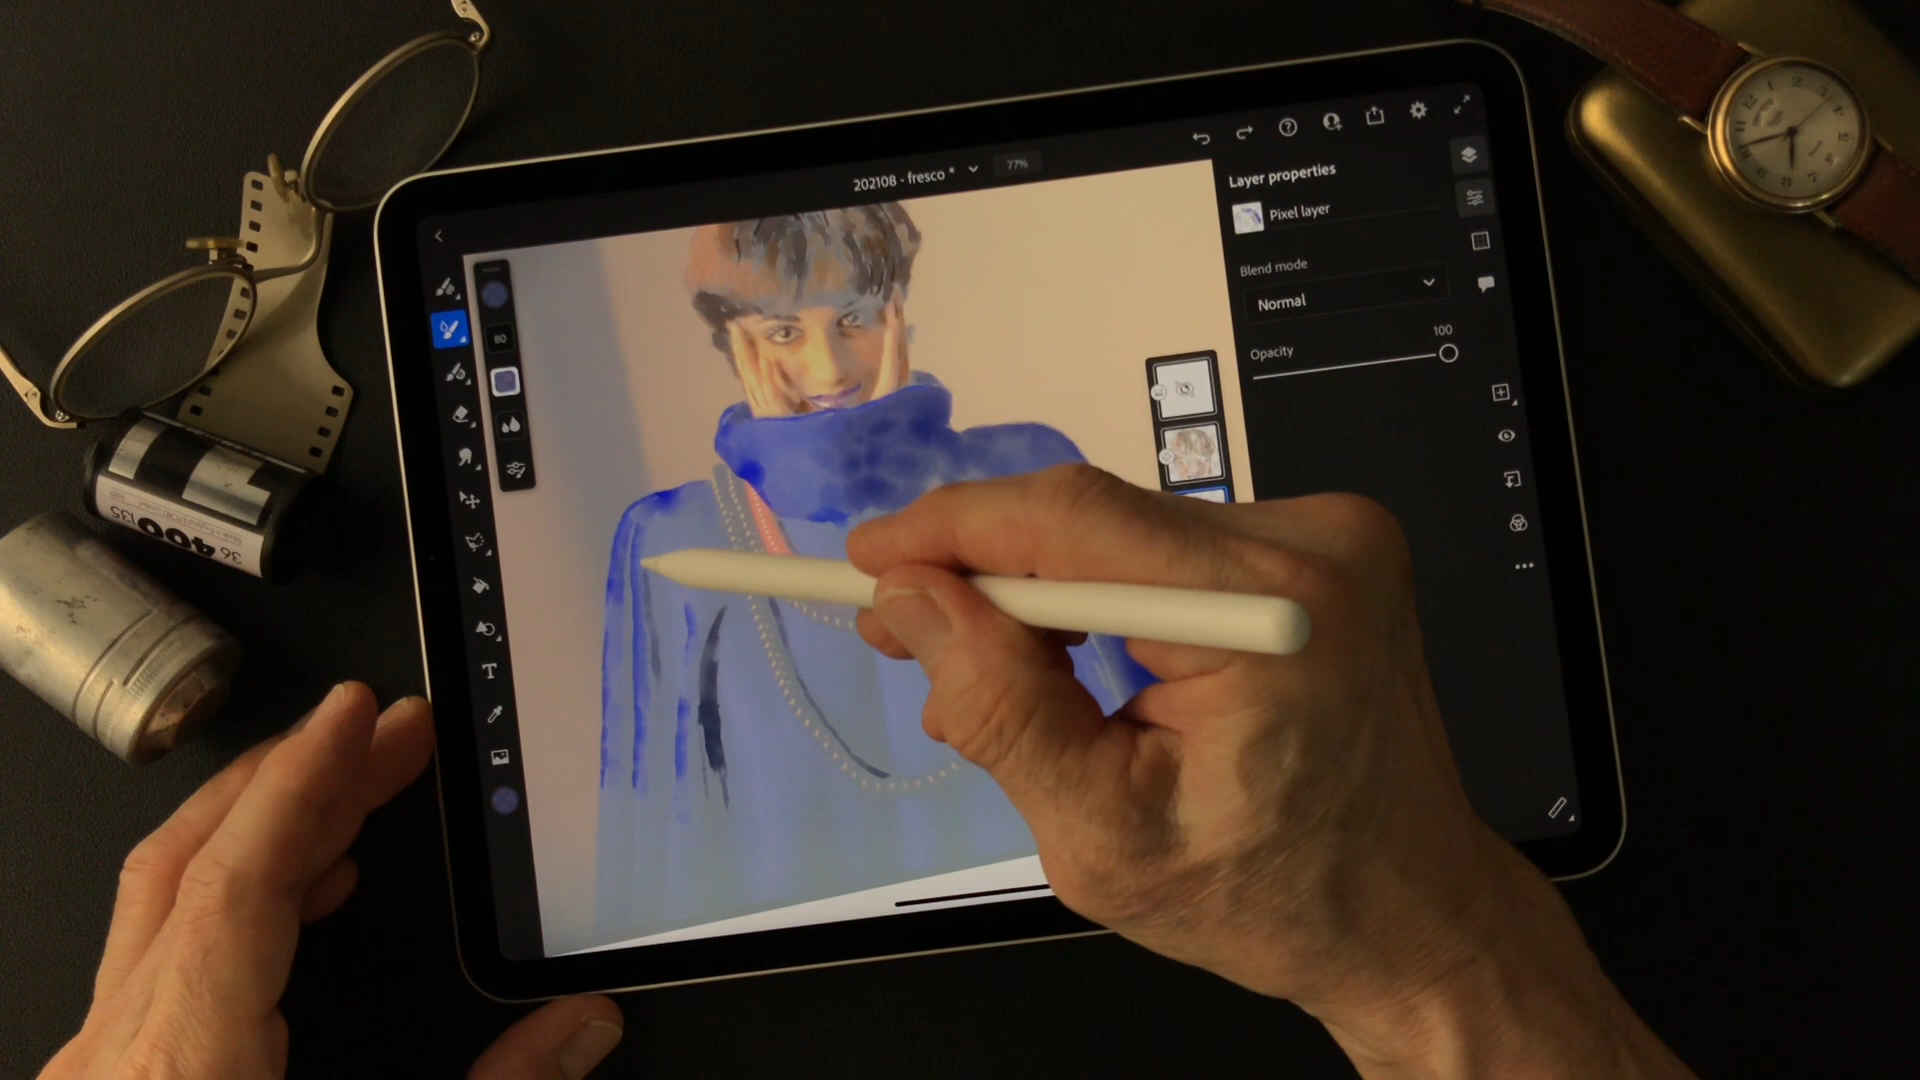 202108 - fresco *
77%
Layer properties
Pixel layer
Blend mode
Normal
100
Opacity
80
T
400
135
36